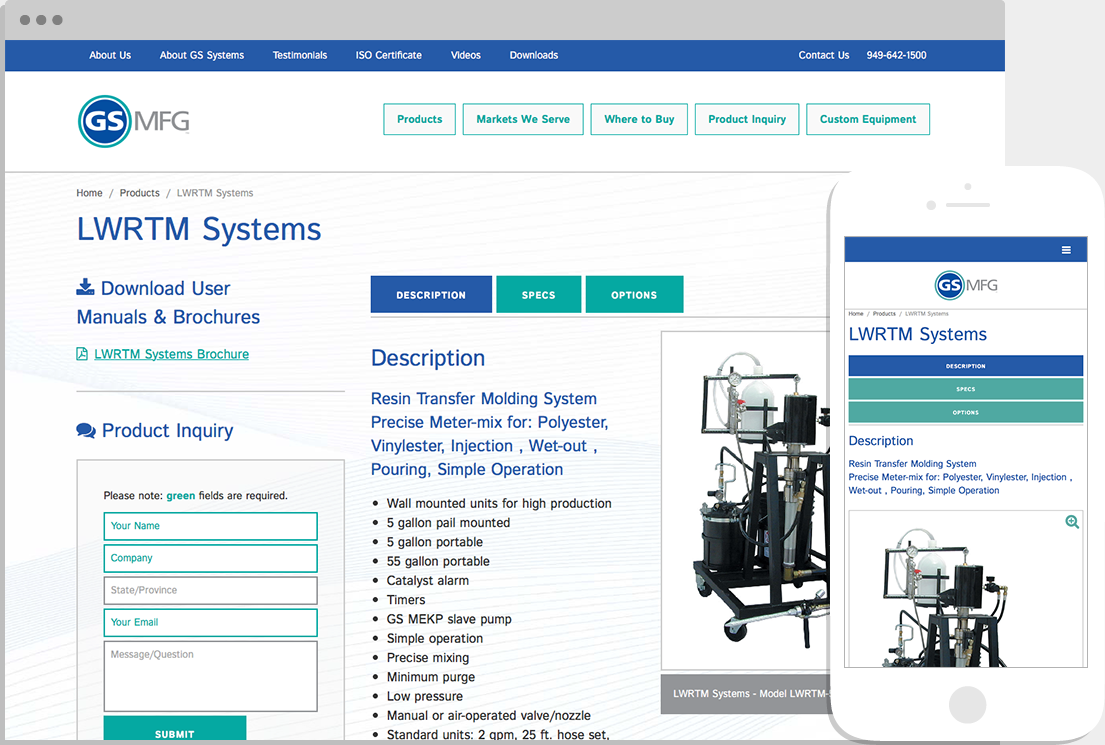 About Us About GS Systems Testimonials ISO Certificate Videos Downloads Contact Us 949-642-1500
GS MFG
Products Markets We Serve Where to Buy Product Inquiry Custom Equipment
Home / Products / LWRTM Systems
LWRTM Systems
Download User
Manuals & Brochures
LWRTM Systems Brochure
Product Inquiry
Please note: green fields are required.
Your Name
Company
State/Province
Your Email
Message/Question
SUBMIT
DESCRIPTION SPECS OPTIONS
Description
Resin Transfer Molding System
Precise Meter-mix for: Polyester,
Vinylester, Injection , Wet-out ,
Pouring, Simple Operation
• Wall mounted units for high production
• 5 gallon pail mounted
• 5 gallon portable
• 55 gallon portable
• Catalyst alarm
• Timers
• GS MEKP slave pump
• Simple operation
• Precise mixing
• Minimum purge
• Low pressure
• Manual or air-operated valve/nozzle
• Standard units: 2 gpm, 25 ft. hose set,
LWRTM Systems - Model LWRTM-
GS MFG
Home / Products / LWRTM Systems
LWRTM Systems
DESCRIPTION
SPECS
OPTIONS
Description
Resin Transfer Molding System
Precise Meter-mix for: Polyester, Vinylester, Injection ,
Wet-out , Pouring, Simple Operation